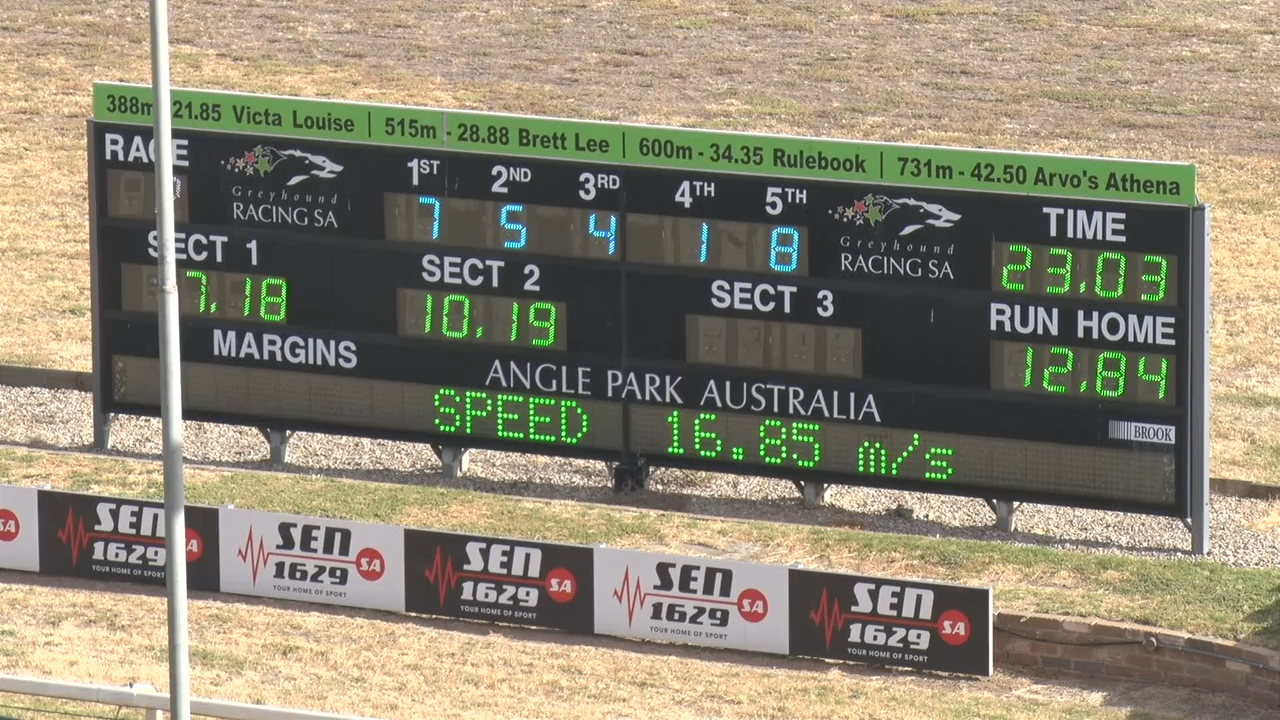 388m 21.85 Victa Louise | 515m - 28.88 Brett Lee | 600m - 34.35 Rulebook | 731m - 42.50 Arvo's Athena
RACE
Greyhound
RACING SA
1ST 2ND 3RD 4TH 5TH
7 5 4 1 8
Greyhound
RACING SA
TIME
23.03
SECT 1
7.18
SECT 2
10.19
SECT 3
RUN HOME
12.84
MARGINS
ANGLE PARK AUSTRALIA
BROOK
SPEED 16.85 m/s
SA
SEN
1629
YOUR HOME OF SPORT
SEN
1629 SA
YOUR HOME OF SPORT
SEN
1629 SA
YOUR HOME OF SPORT
SEN
1629 SA
YOUR HOME OF SPORT
SEN
1629 SA
YOUR HOME OF SPORT